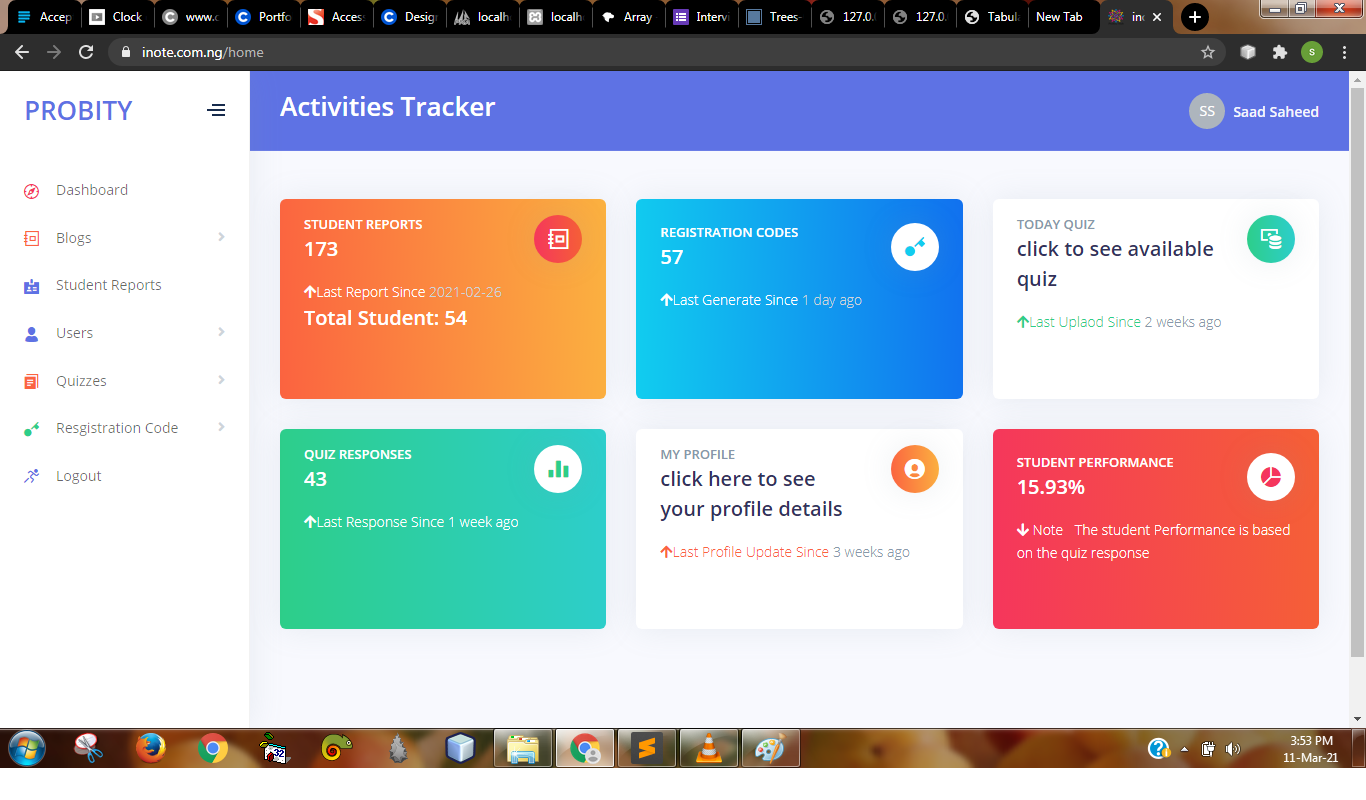 Accep
Clock
www.c
Portfo
Access
Design
localh
localh
Array
Intervi
Trees-
127.0.
127.0.
Tabula
New Tab
inc
inote.com.ng/home
S
PROBITY
Activities Tracker
SS
Saad Saheed
Dashboard
Blogs
Student Reports
Users
Quizzes
Resgistration Code
Logout
STUDENT REPORTS
173
Last Report Since 2021-02-26
Total Student: 54
REGISTRATION CODES
57
Last Generate Since 1 day ago
TODAY QUIZ
click to see available
quiz
Last Uplaod Since 2 weeks ago
QUIZ RESPONSES
43
Last Response Since 1 week ago
MY PROFILE
click here to see
your profile details
Last Profile Update Since 3 weeks ago
STUDENT PERFORMANCE
15.93%
Note The student Performance is based
on the quiz response
32
3:53 PM
11-Mar-21